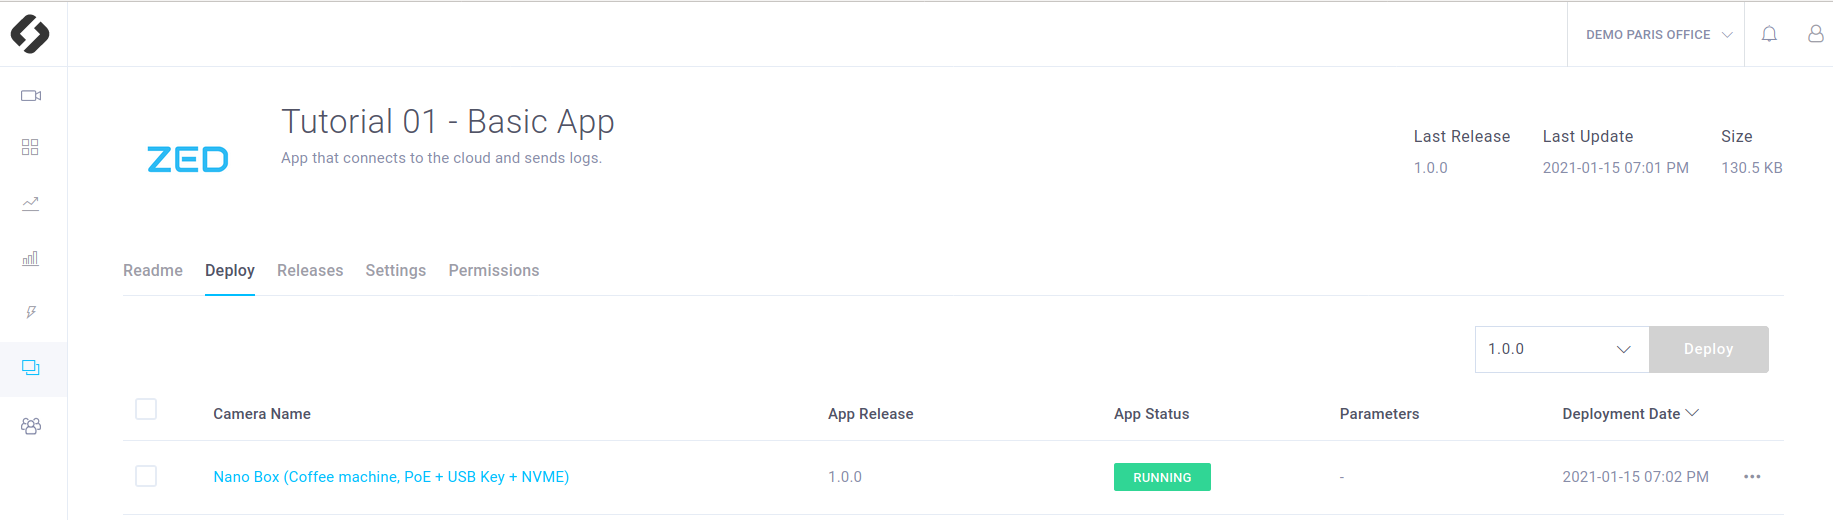 DEMO PARIS OFFICE
Tutorial 01 - Basic App
ZED
App that connects to the cloud and sends logs.
Last Release Last Update Size
1.0.0 2021-01-15 07:01 PM 130.5 KB
Readme Deploy Releases Settings Permissions
1.0.0 Deploy
Camera Name App Release App Status Parameters Deployment Date
Nano Box (Coffee machine, PoE + USB Key + NVME) 1.0.0 RUNNING - 2021-01-15 07:02 PM